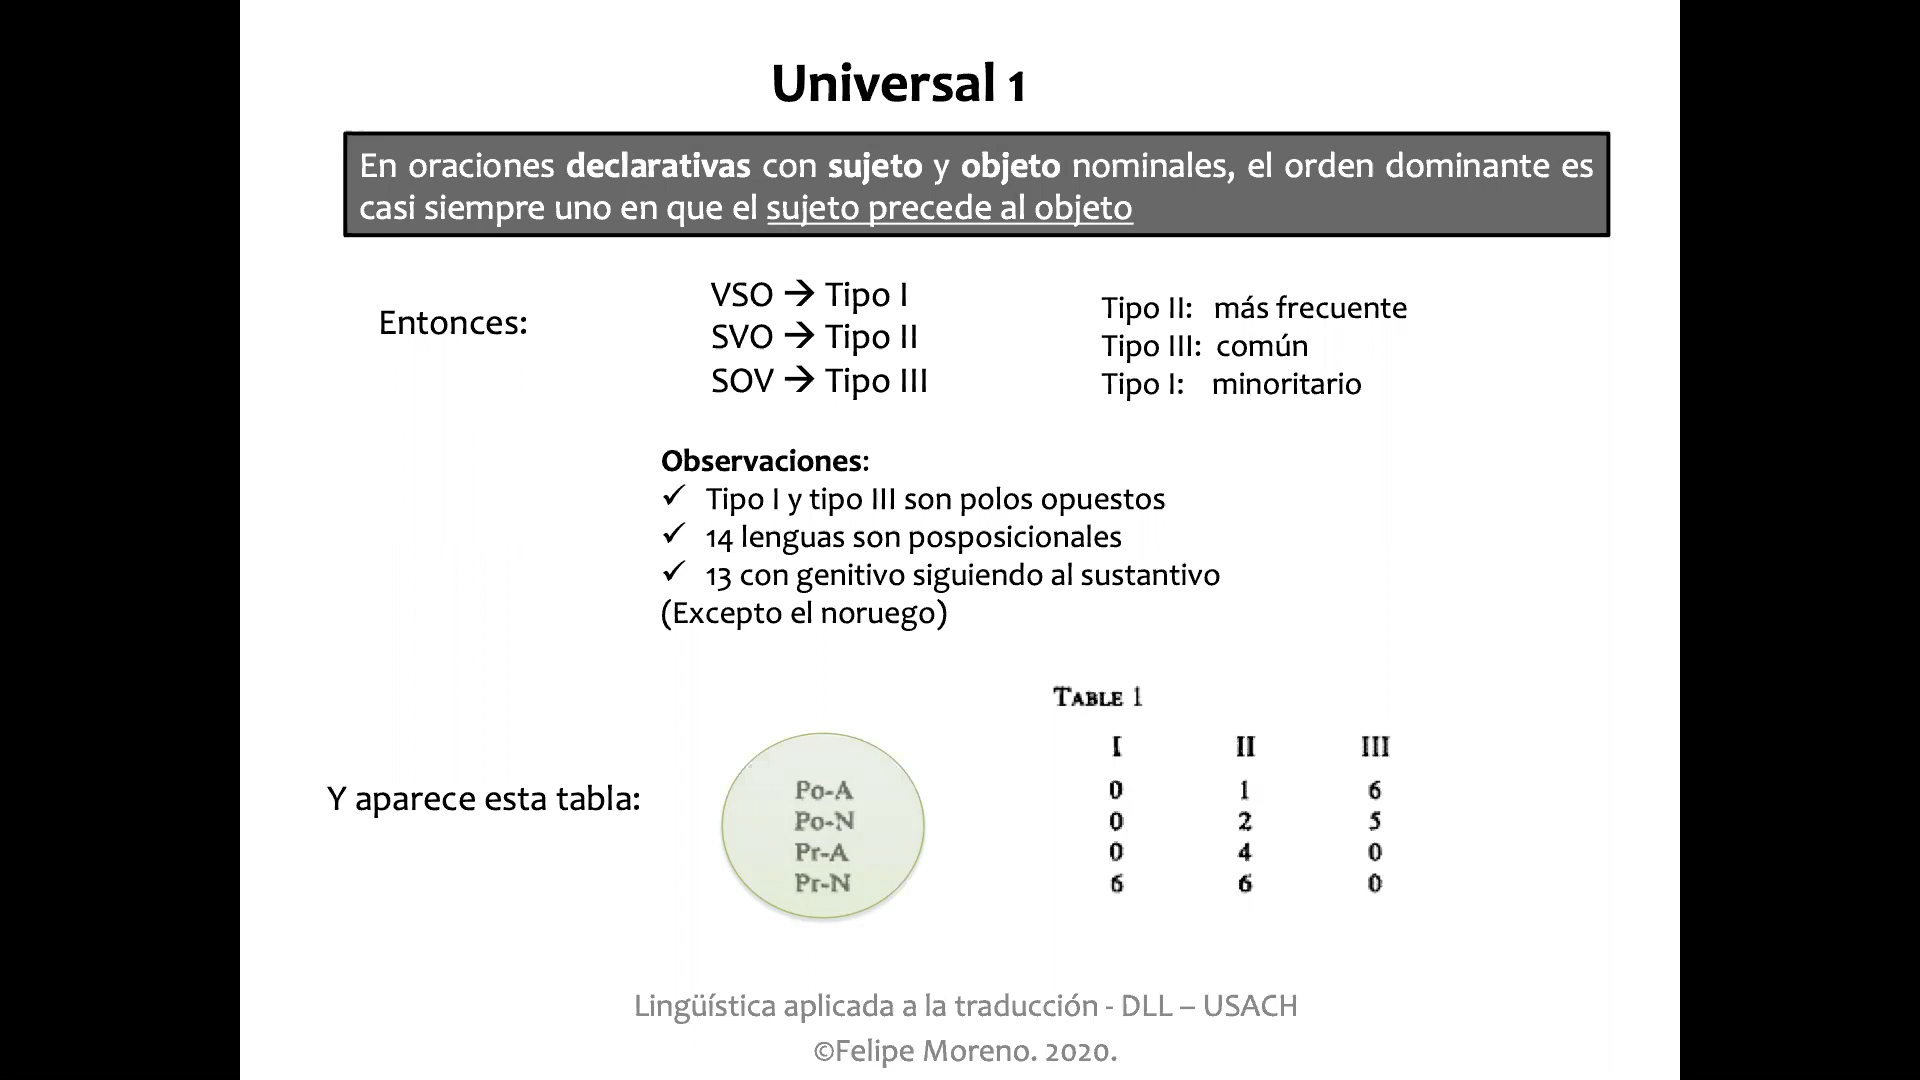 Universal 1
En oraciones declarativas con sujeto y objeto nominales, el orden dominante es
casi siempre uno en que el sujeto precede al objeto
Entonces:
VSO → Tipo I
SVO → Tipo II
SOV → Tipo III
Tipo II: más frecuente
Tipo III: común
Tipo I: minoritario
Observaciones:
✓ Tipo I y tipo III son polos opuestos
✓ 14 lenguas son posposicionales
✓ 13 con genitivo siguiendo al sustantivo
(Excepto el noruego)
Y aparece esta tabla:
TABLE 1
I II III
Po-A 0 1 6
Po-N 0 2 5
Pr-A 0 4 0
Pr-N 6 6 0
Lingüística aplicada a la traducción - DLL – USACH
©Felipe Moreno. 2020.